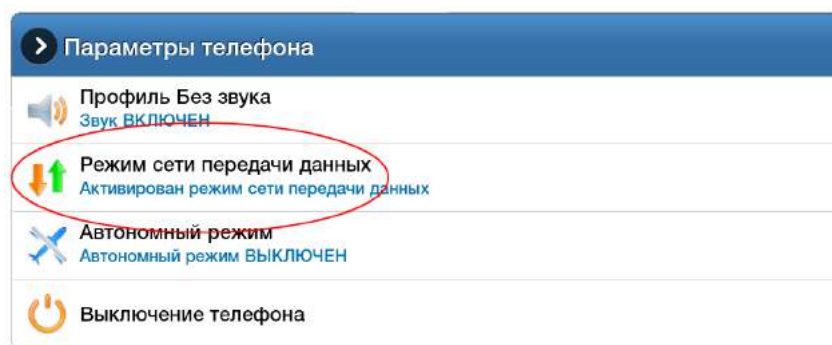 Параметры телефона
Профиль Без звука
Звук ВКЛЮЧЕН
Режим сети передачи данных
Активирован режим сети передачи данных
Автономный режим
Автономный режим ВЫКЛЮЧЕН
Выключение телефона